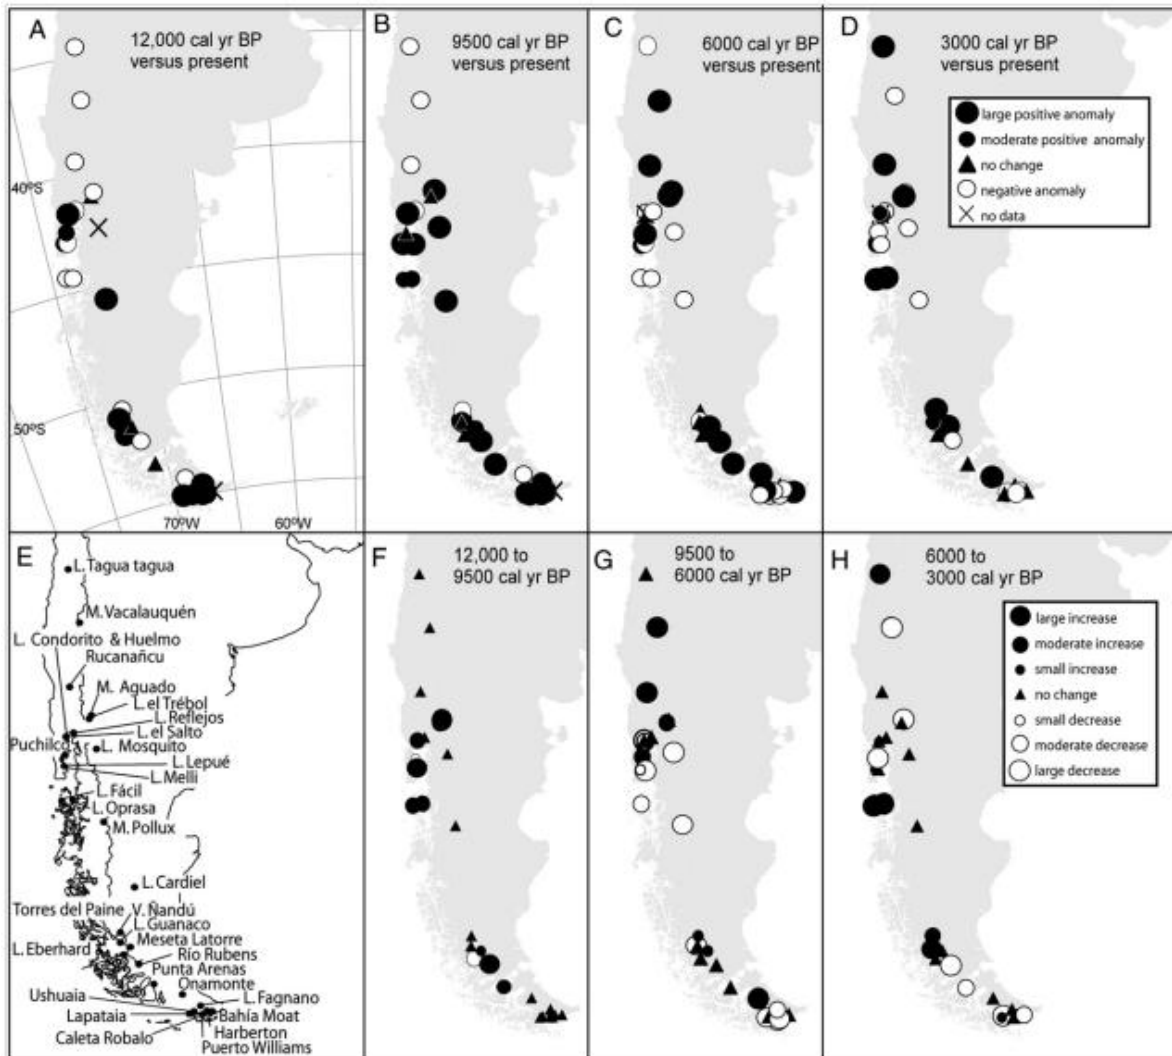 A
12,000 cal yr BP
versus present
40ºS
50ºS
70ºW
60ºW
B
9500 cal yr BP
versus present
C
6000 cal yr BP
versus present
D
3000 cal yr BP
versus present
large positive anomaly
moderate positive anomaly
no change
negative anomaly
no data
E
L. Tagua tagua
M. Vacalauquén
L. Condorito & Huelmo
Rucanañcu
M. Aguado
L. el Trébol
L. Reflejos
L. el Salto
Puchilco
L. Mosquito
L. Lepué
L. Melli
L. Fácil
L. Oprasa
M. Pollux
L. Cardiel
Torres del Paine
V. Ñandú
L. Guanaco
Meseta Latorre
L. Eberhard
Río Rubens
Punta Arenas
Onamonte
Ushuaia
L. Fagnano
Lapataia
Bahía Moat
Caleta Robalo
Harberton
Puerto Williams
F
12,000 to
9500 cal yr BP
G
9500 to
6000 cal yr BP
H
6000 to
3000 cal yr BP
large increase
moderate increase
small increase
no change
small decrease
moderate decrease
large decrease